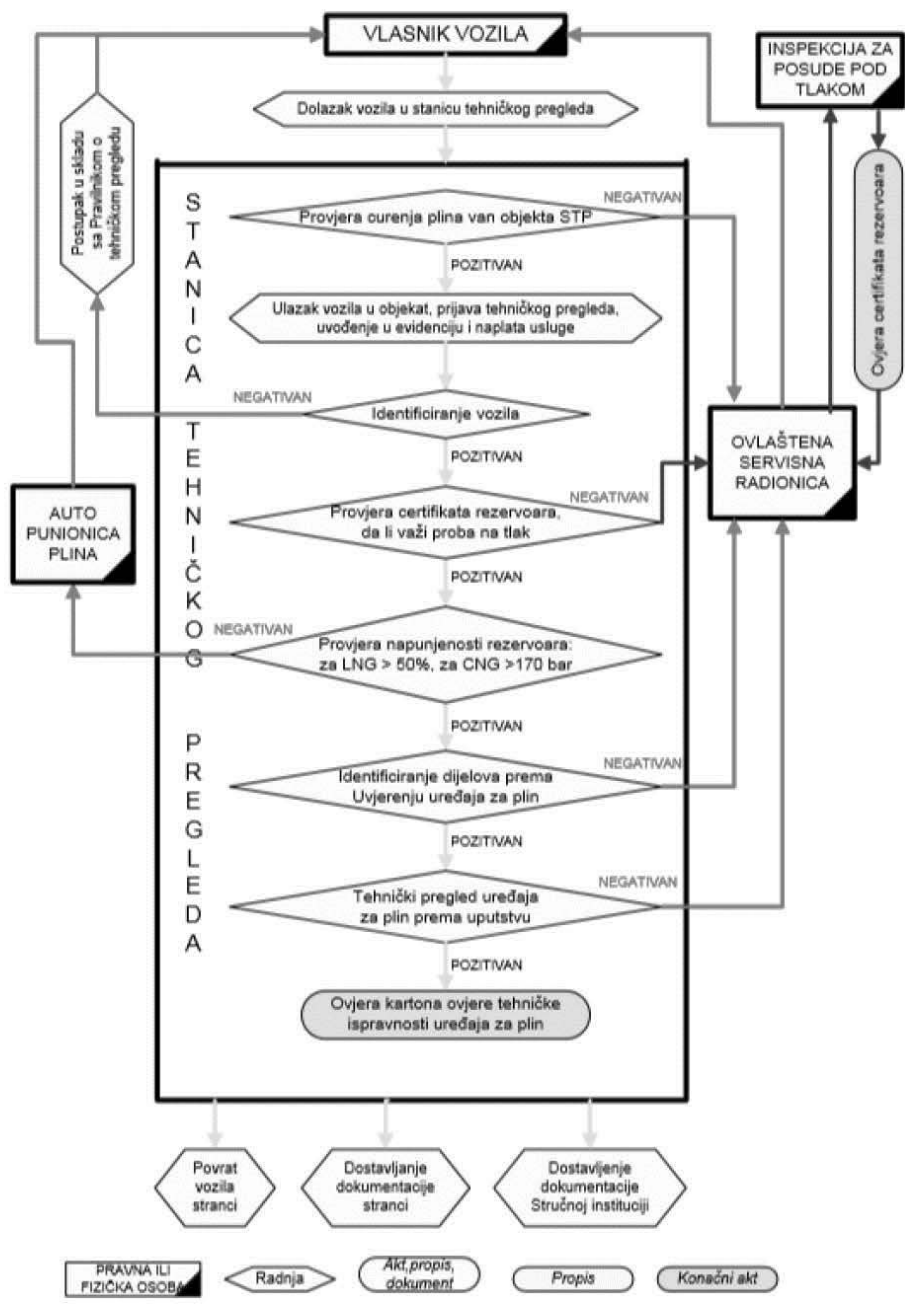 VLASNIK VOZILA
INSPEKCIJA ZA
POSUDE POD
TLAKOM
Dolazak vozila u stanicu tehničkog pregleda
Postupak u skladu
sa Pravilnikom o
tehničkom pregledu
Ovjera certifikata rezervoara
STANICA TEHNIČKOG PREGLEDA
NEGATIVAN
Provjera curenja plina van objekta STP
POZITIVAN
Ulazak vozila u objekat, prijava tehničkog pregleda,
uvođenje u evidenciju i naplata usluge
NEGATIVAN
Identificiranje vozila
POZITIVAN
OVLAŠTENA
SERVISNA
RADIONICA
NEGATIVAN
Provjera certifikata rezervoara,
da li važi proba na tlak
AUTO
PUNIONICA
PLINA
POZITIVAN
NEGATIVAN
Provjera napunjenosti rezervoara:
za LNG > 50%, za CNG >170 bar
POZITIVAN
NEGATIVAN
Identificiranje dijelova prema
Uvjerenju uređaja za plin
POZITIVAN
NEGATIVAN
Tehnički pregled uređaja
za plin prema uputstvu
POZITIVAN
Ovjera kartona ovjere tehničke
ispravnosti uređaja za plin
Povrat
vozila
stranci
Dostavljanje
dokumentacije
stranci
Dostavljenje
dokumentacije
Stručnoj instituciji
PRAVNA ILI
FIZIČKA OSOBA
Radnja
Akt,propis,
dokument
Propis
Konačni akt